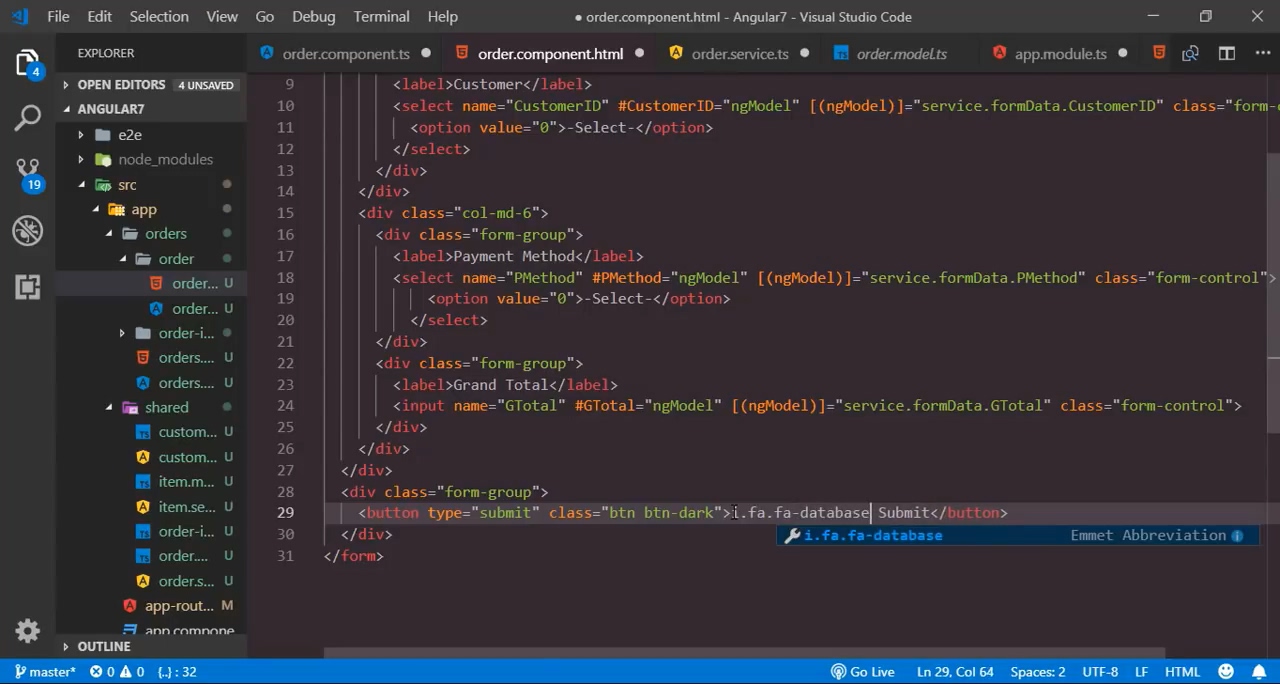 File Edit Selection View Go Debug Terminal Help
● order.component.html - Angular7 - Visual Studio Code
EXPLORER
order.component.ts
order.component.html
order.service.ts
order.model.ts
app.module.ts
4
19
OPEN EDITORS 4 UNSAVED
ANGULAR7
e2e
node_modules
src
app
orders
order
order... U
order... U
order-i...
orders.... U
orders.... U
shared
custom... U
custom... U
item.m... U
item.se... U
order-i... U
order.... U
order.s... U
app-rout... M
app.compone
OUTLINE
9 <label>Customer</label>
10 <select name="CustomerID" #CustomerID="ngModel" [(ngModel)]="service.formData.CustomerID" class="form-c
11 <option value="0">-Select-</option>
12 </select>
13 </div>
14 </div>
15 <div class="col-md-6">
16 <div class="form-group">
17 <label>Payment Method</label>
18 <select name="PMethod" #PMethod="ngModel" [(ngModel)]="service.formData.PMethod" class="form-control">
19 <option value="0">-Select-</option>
20 </select>
21 </div>
22 <div class="form-group">
23 <label>Grand Total</label>
24 <input name="GTotal" #GTotal="ngModel" [(ngModel)]="service.formData.GTotal" class="form-control">
25 </div>
26 </div>
27 </div>
28 <div class="form-group">
29 <button type="submit" class="btn btn-dark">i.fa.fa-database Submit</button>
i.fa.fa-database Emmet Abbreviation
30 </div>
31 </form>
master* 0 0 {..} : 32 Go Live Ln 29, Col 64 Spaces: 2 UTF-8 LF HTML